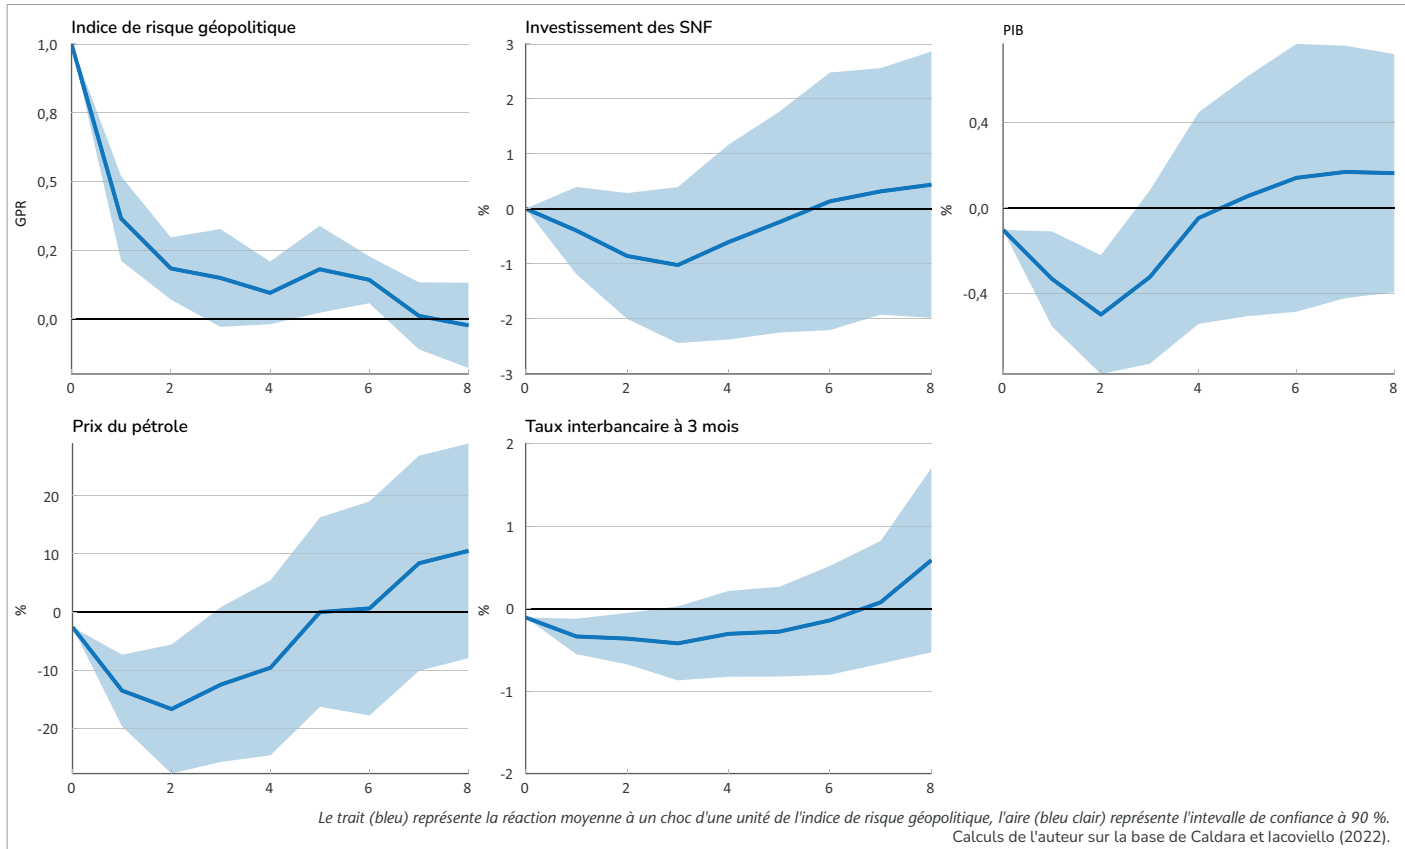 Indice de risque géopolitique
1,0
0,8
0,5
0,2
0,0
GPR
0 2 4 6 8
Investissement des SNF
3
2
1
0
-1
-2
-3
%
0 2 4 6 8
PIB
0,4
0,0
-0,4
%
0 2 4 6 8
Prix du pétrole
20
10
0
-10
-20
%
0 2 4 6 8
Taux interbancaire à 3 mois
2
1
0
-1
-2
%
0 2 4 6 8
Le trait (bleu) représente la réaction moyenne à un choc d'une unité de l'indice de risque géopolitique, l'aire (bleu clair) représente l'intevalle de confiance à 90 %.
Calculs de l'auteur sur la base de Caldara et Iacoviello (2022).